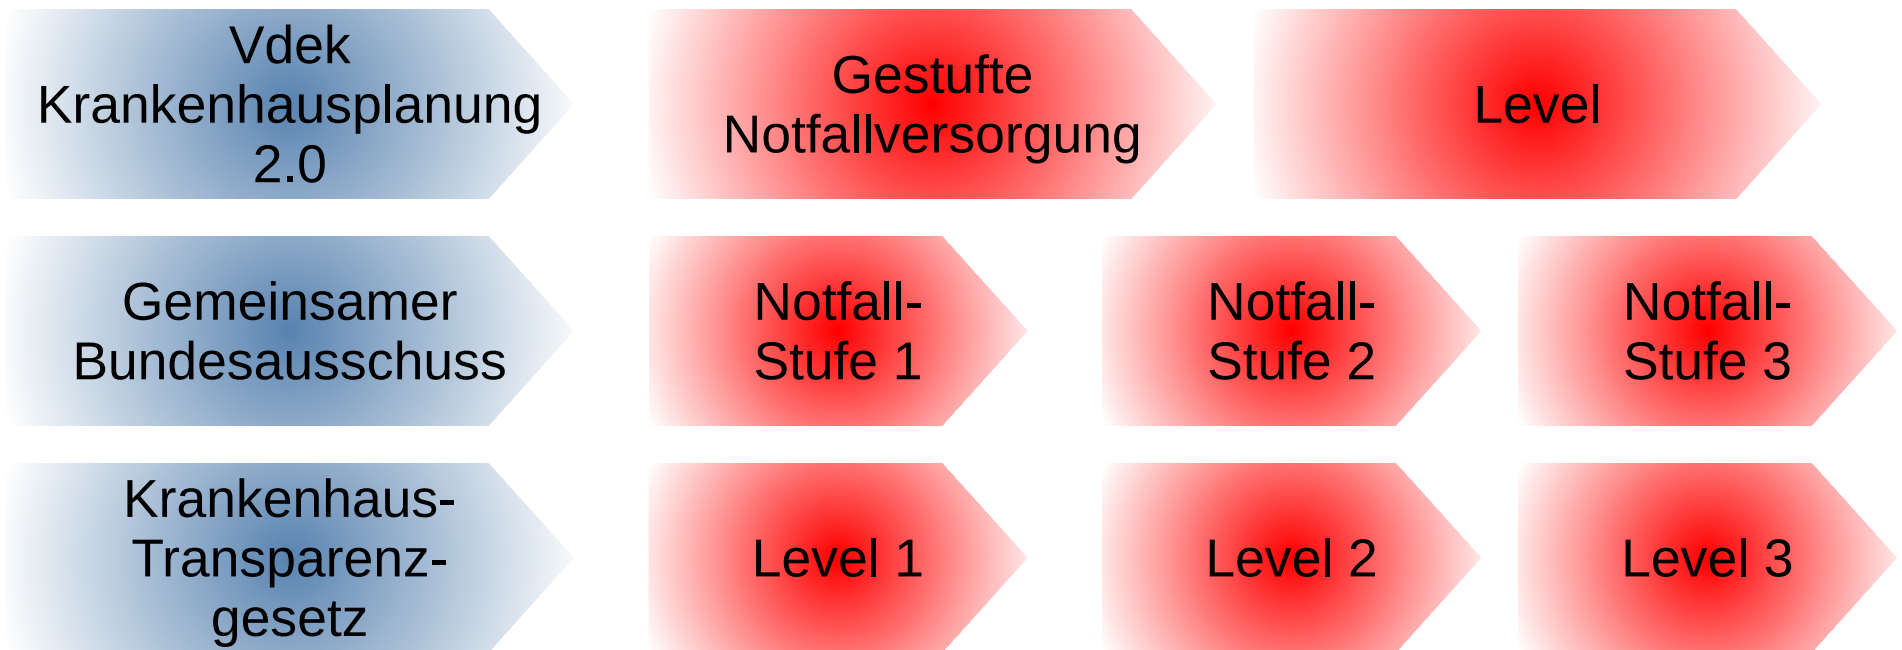 Vdek
Krankenhausplanung
2.0
Gestufte
Notfallversorgung
Level
Gemeinsamer
Bundesausschuss
Notfall-
Stufe 1
Notfall-
Stufe 2
Notfall-
Stufe 3
Krankenhaus-
Transparenz-
gesetz
Level 1
Level 2
Level 3